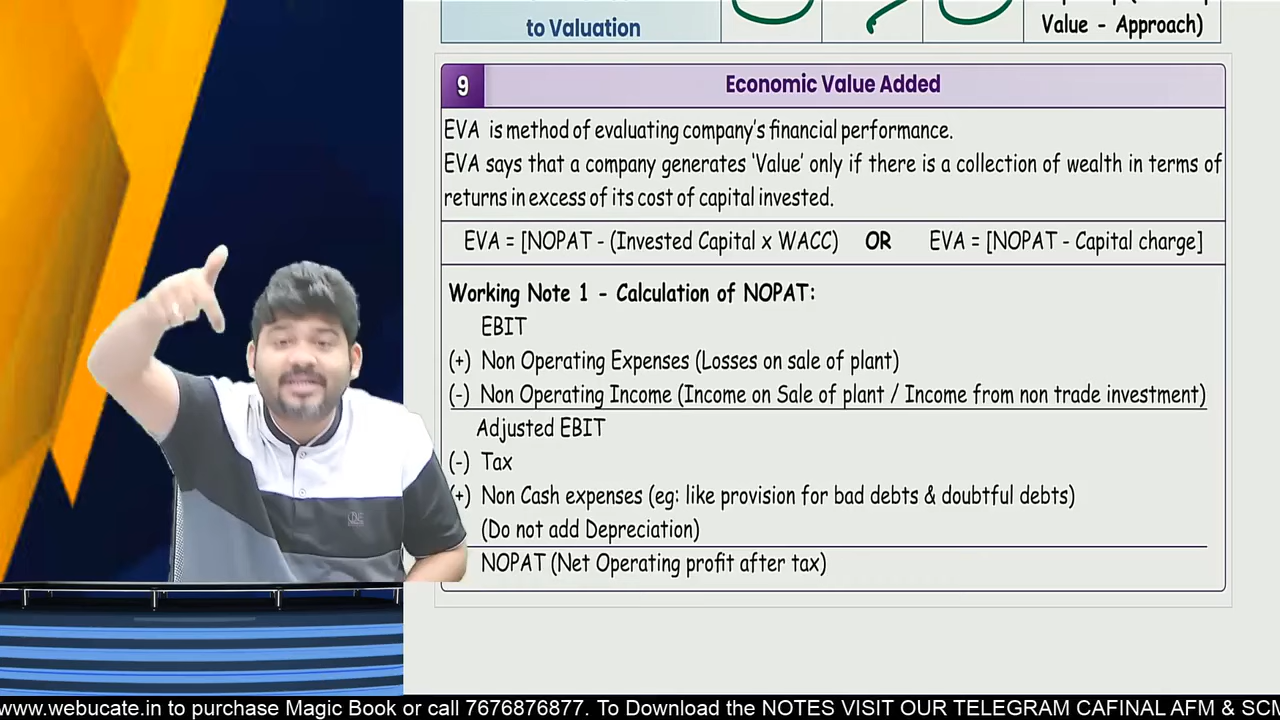 to Valuation
Value - Approach)
9
Economic Value Added
EVA is method of evaluating company's financial performance.
EVA says that a company generates 'Value' only if there is a collection of wealth in terms of
returns in excess of its cost of capital invested.
EVA = [NOPAT - (Invested Capital x WACC) OR EVA = [NOPAT - Capital charge]
Working Note 1 - Calculation of NOPAT:
EBIT
(+) Non Operating Expenses (Losses on sale of plant)
(-) Non Operating Income (Income on Sale of plant / Income from non trade investment)
Adjusted EBIT
(-) Tax
(+) Non Cash expenses (eg: like provision for bad debts & doubtful debts)
(Do not add Depreciation)
NOPAT (Net Operating profit after tax)
www.webucate.in to purchase Magic Book or call 7676876877. To Download the NOTES VISIT OUR TELEGRAM CAFINAL AFM & SCM